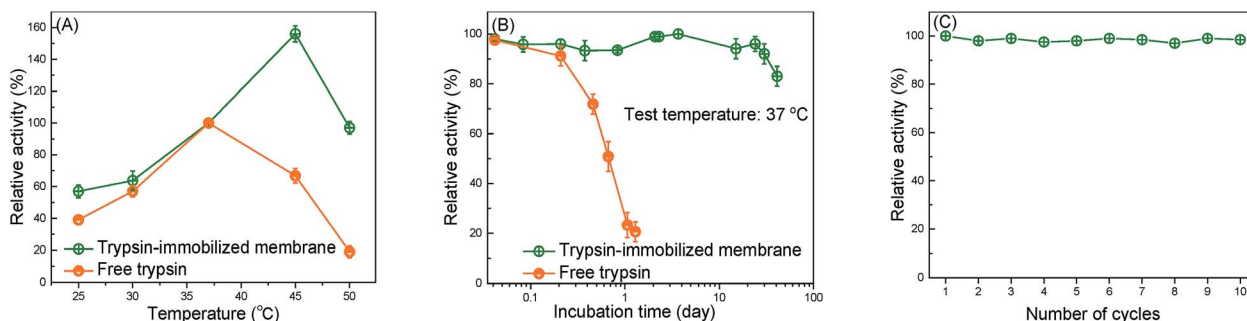 (A)
Relative activity (%)
160
140
120
100
80
60
40
20
0
25
30
35
40
45
50
Temperature (°C)
Trypsin-immobilized membrane
Free trypsin
(B)
Relative activity (%)
100
80
60
40
20
0
0.1
1
10
100
Incubation time (day)
Test temperature: 37 °C
Trypsin-immobilized membrane
Free trypsin
(C)
Relative activity (%)
100
80
60
40
20
0
1 2 3 4 5 6 7 8 9 10
Number of cycles